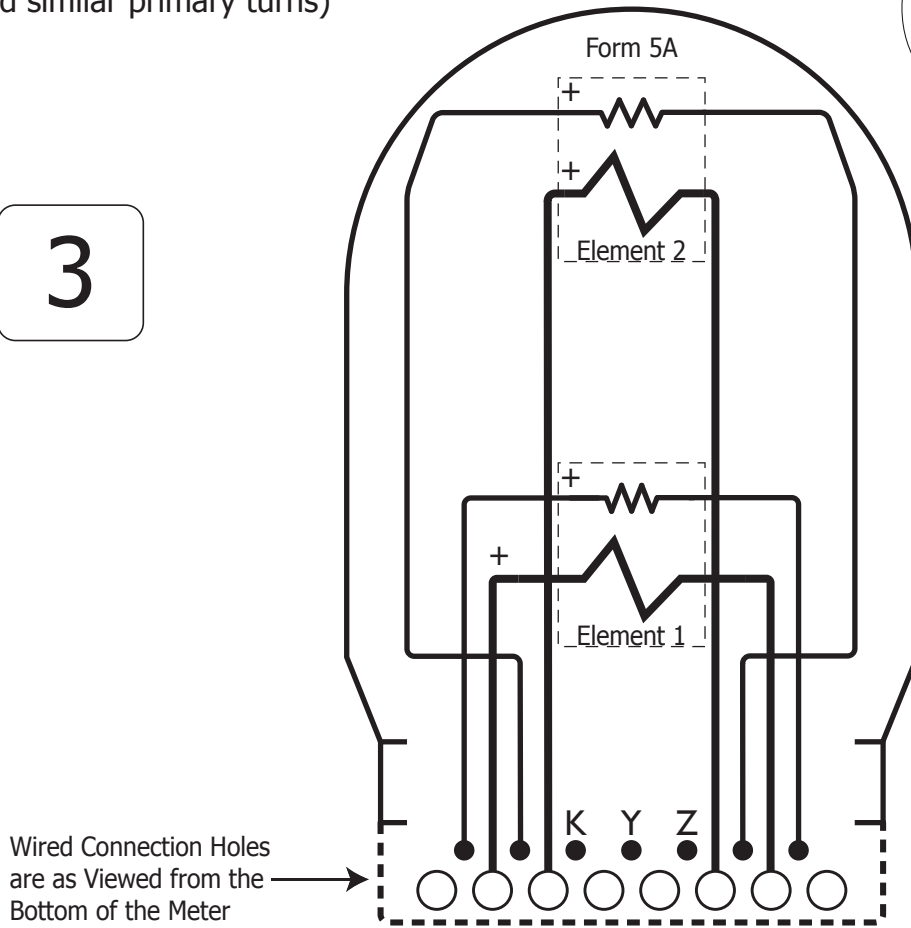 d similar primary turns)
Form 5A
+
+
Element 2
3
+
+
Element 1
K Y Z
Wired Connection Holes
are as Viewed from the
Bottom of the Meter